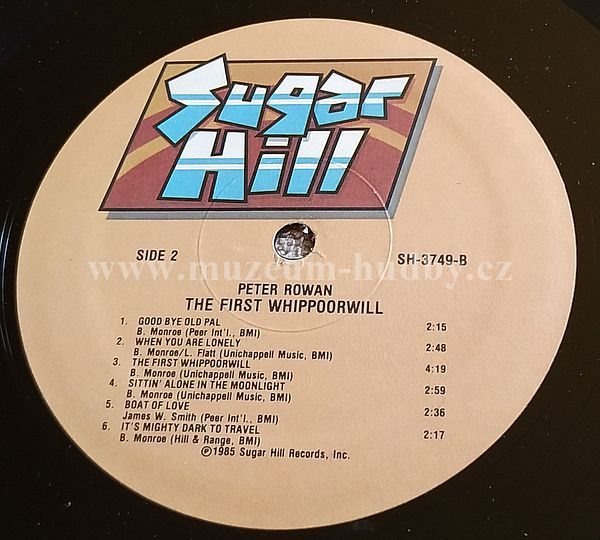 Sugar
Hill
SIDE 2
SH-3749-B
www.muzeum-hudby.cz
PETER ROWAN
THE FIRST WHIPPOORWILL
1. GOOD BYE OLD PAL 2:15
B. Monroe (Peer Int'l., BMI)
2. WHEN YOU ARE LONELY 2:48
B. Monroe/L. Flatt (Unichappell Music, BMI)
3. THE FIRST WHIPPOORWILL 4:19
B. Monroe (Unichappell Music, BMI)
4. SITTIN' ALONE IN THE MOONLIGHT 2:59
B. Monroe (Unichappell Music, BMI)
5. BOAT OF LOVE 2:36
James W. Smith (Peer Int'l., BMI)
6. IT'S MIGHTY DARK TO TRAVEL 2:17
B. Monroe (Hill & Range, BMI)
℗1985 Sugar Hill Records, Inc.